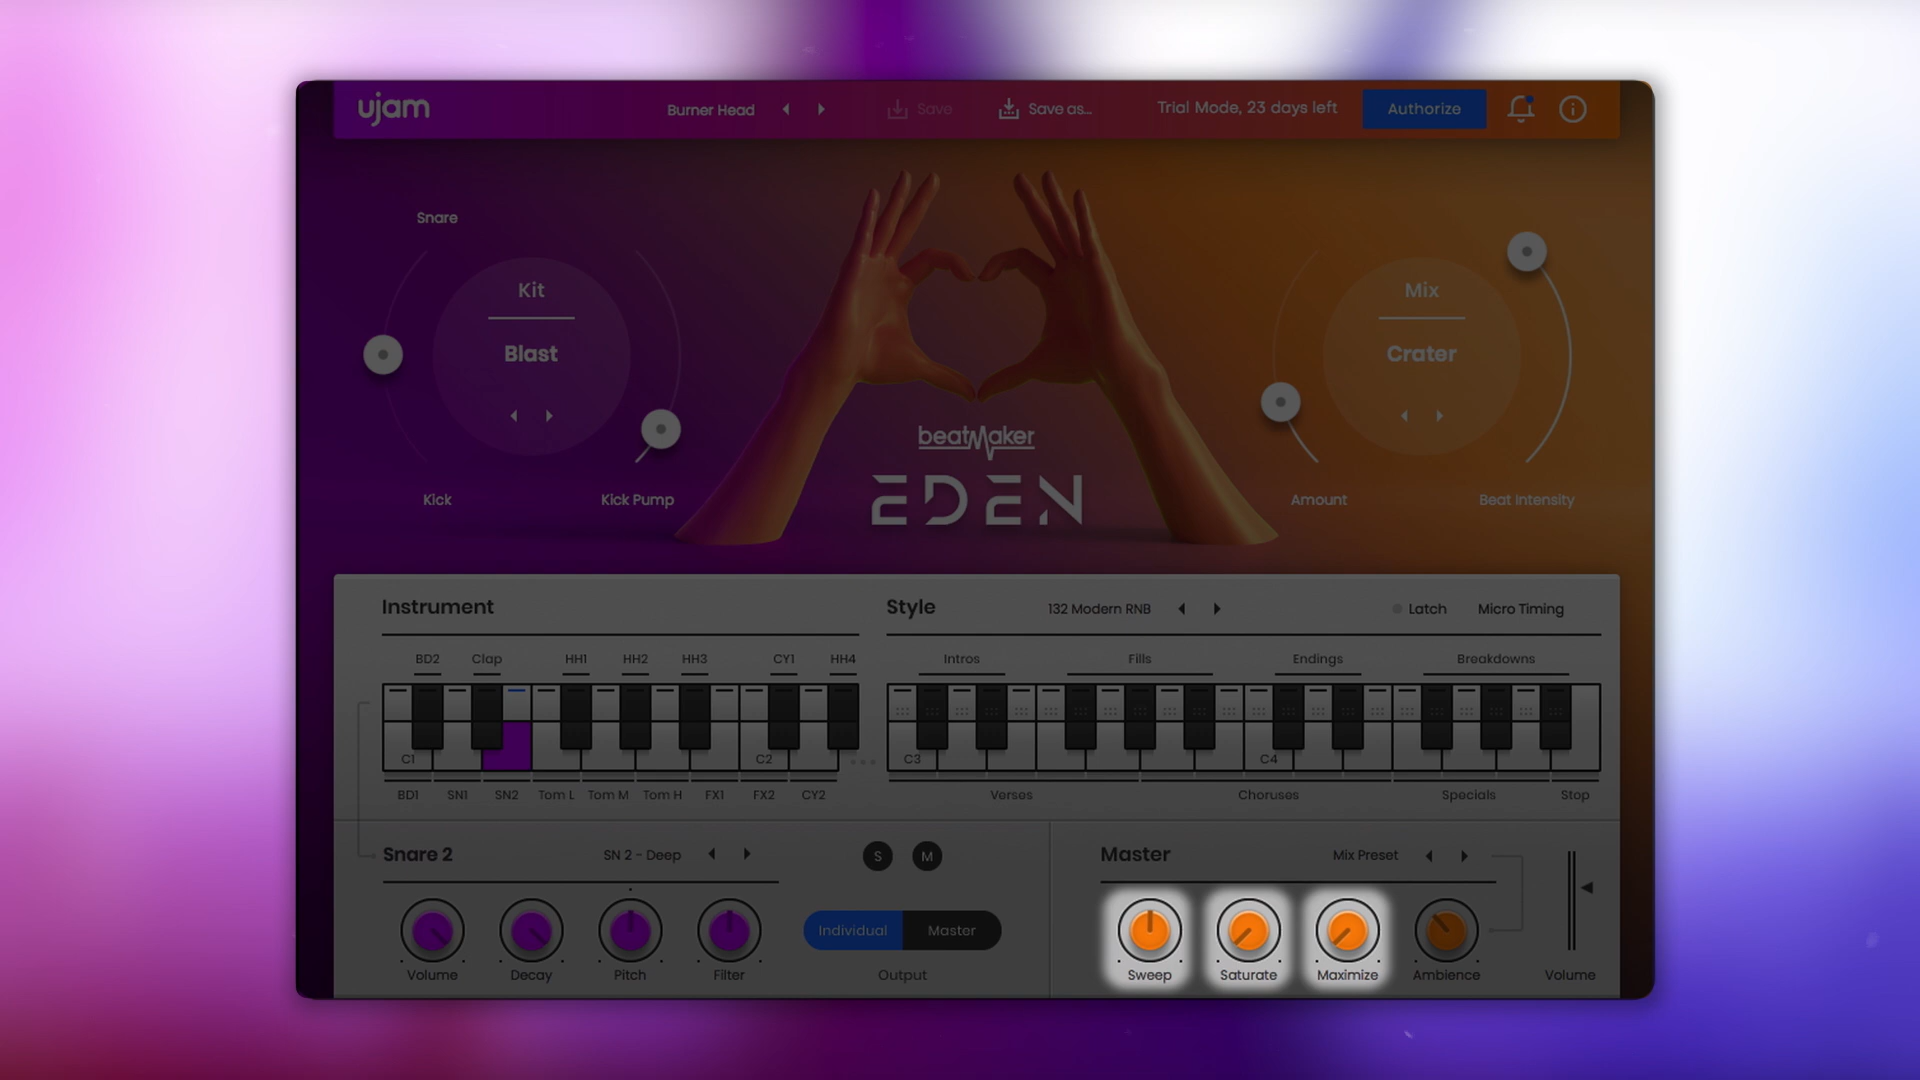 ujam
Burner Head
Save
Save as...
Trial Mode, 23 days left
Authorize
Snare
Kit
Blast
Kick
Kick Pump
beatMaker
EDEN
Mix
Crater
Amount
Beat Intensity
Instrument
Style
132 Modern RNB
Latch
Micro Timing
BD2 Clap HH1 HH2 HH3 CY1 HH4
Intros Fills Endings Breakdowns
C1 C2 C3 C4
BD1 SN1 SN2 Tom L Tom M Tom H FX1 FX2 CY2
Verses Choruses Specials Stop
Snare 2
SN 2 - Deep
S M
Master
Mix Preset
Individual Master
Volume Decay Pitch Filter Output
Sweep Saturate Maximize Ambience Volume